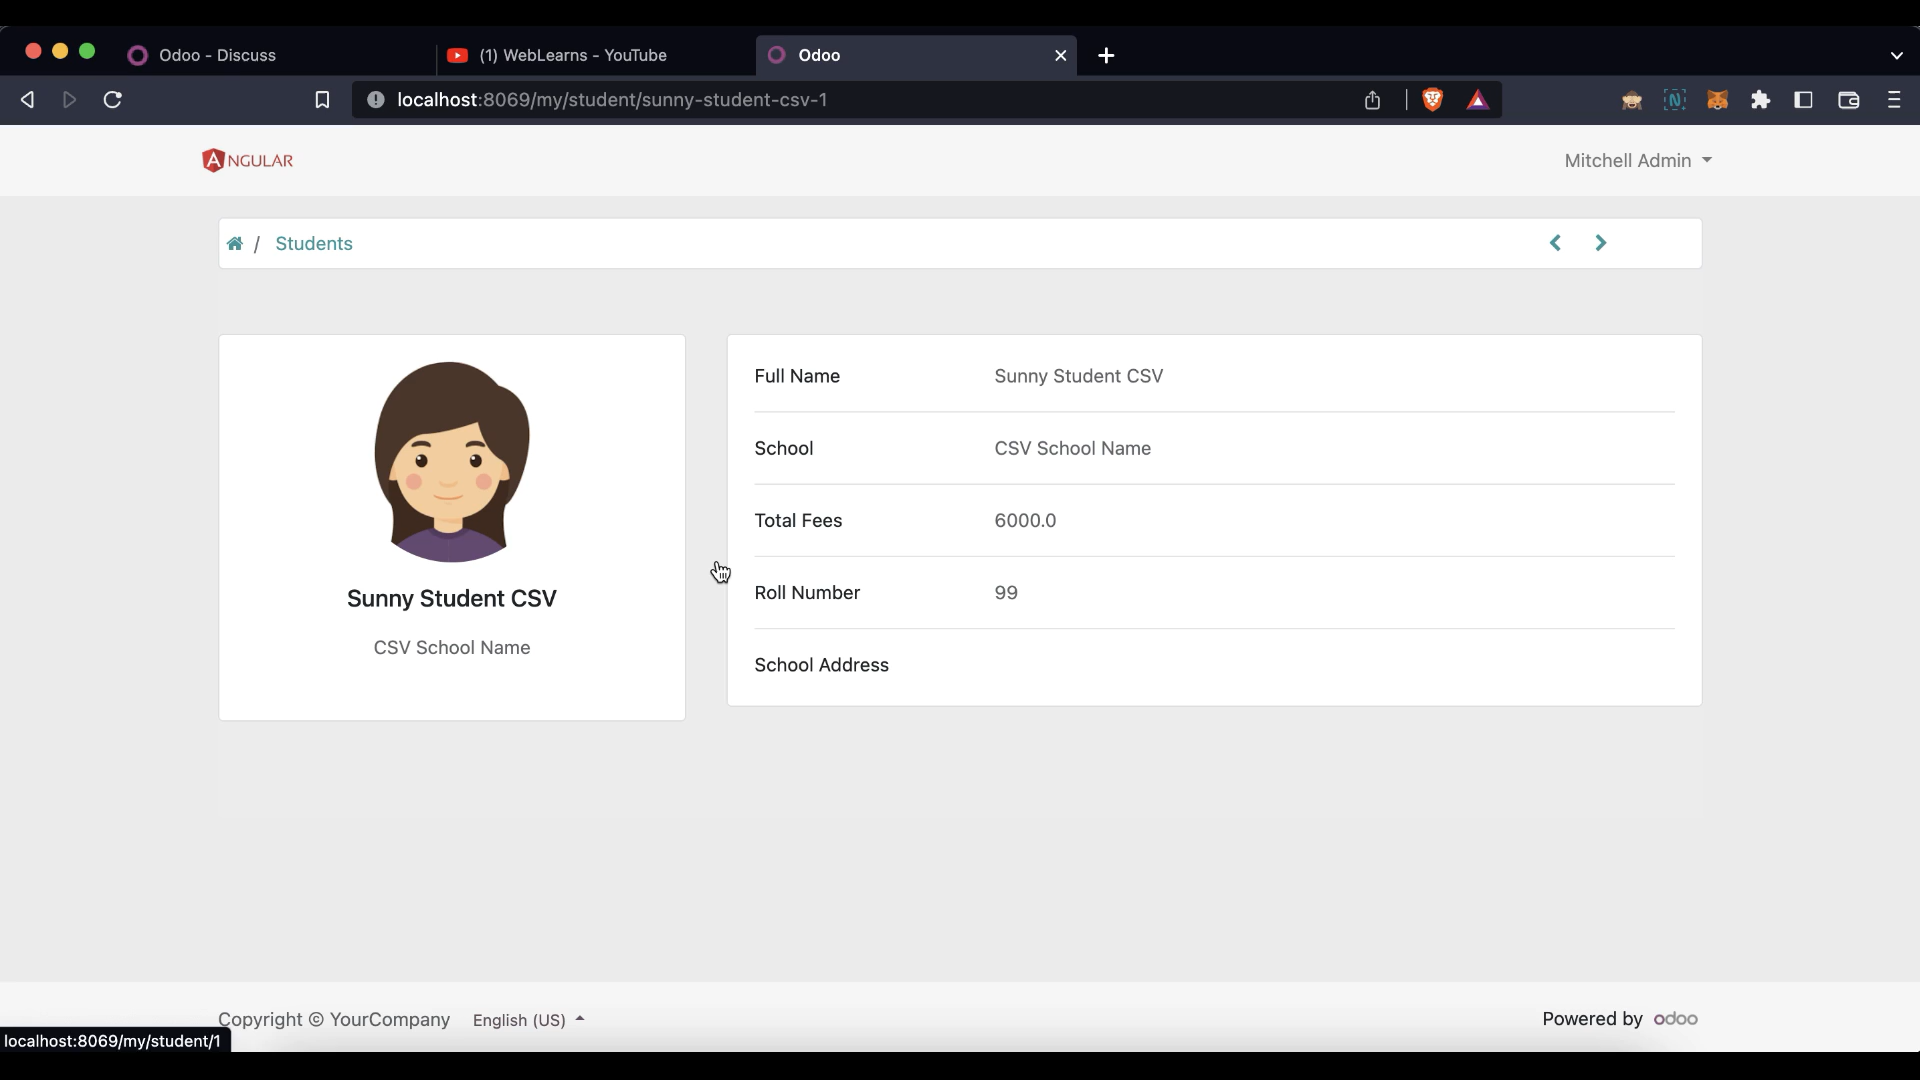 Odoo - Discuss
(1) WebLearns - YouTube
Odoo
localhost:8069/my/student/sunny-student-csv-1
ANGULAR
Mitchell Admin
/ Students
Sunny Student CSV
CSV School Name
Full Name Sunny Student CSV
School CSV School Name
Total Fees 6000.0
Roll Number 99
School Address
Copyright © YourCompany English (US)
Powered by odoo
localhost:8069/my/student/1